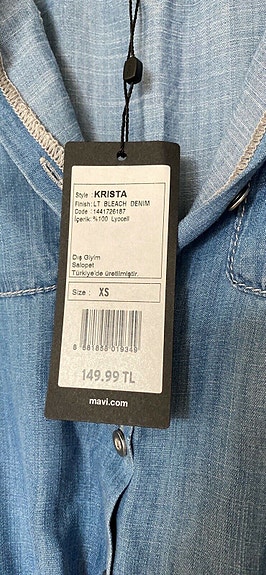 Style : KRISTA
Finish: LT BLEACH DENIM
Code : 1441726187
İçerik: %100 Lyocell
Dış Giyim
Salopet
Türkiye'de üretilmiştir.
Size : XS
8 681835 019349
149.99 TL
mavi.com